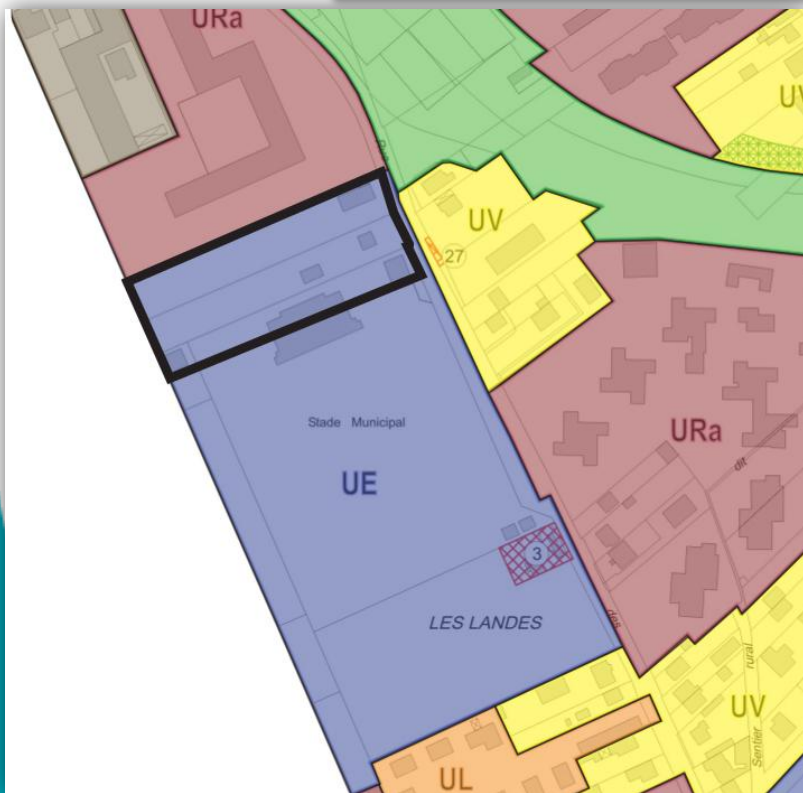 URa
UV
UV
27
URa
dit
Stade Municipal
UE
3
LES LANDES
des
rural
UV
Sentier
UL